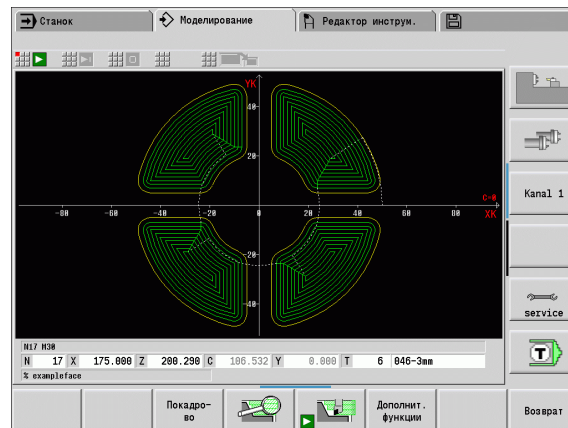 Станок
Моделирование
Редактор инструм.
YK
40
20
-80 -60 -40 -20 0 20 40 60 80
C=0
XK
-20
-40
Kanal 1
service
T
N17 M30
N 17 X 175.000 Z 200.290 C 106.532 Y 0.000 T 6 046-3mm
% exampleface
Покадро-
во
Дополнит.
функции
Возврат